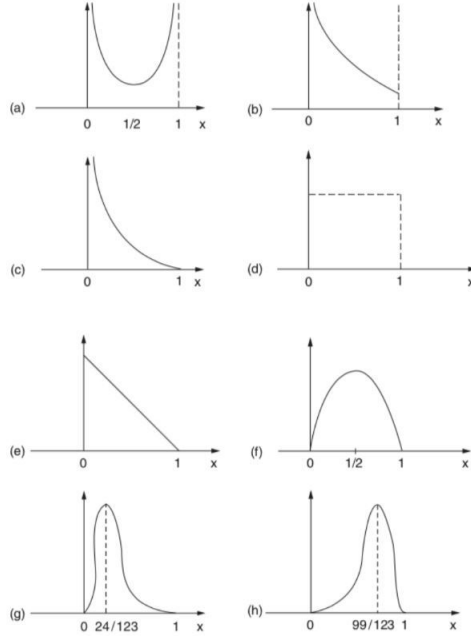 (a) 0 1/2 1 x
(b) 0 1 x
(c) 0 1 x
(d) 0 1 x
(e) 0 1 x
(f) 0 1/2 1 x
(g) 0 24/123 1 x
(h) 0 99/123 1 x